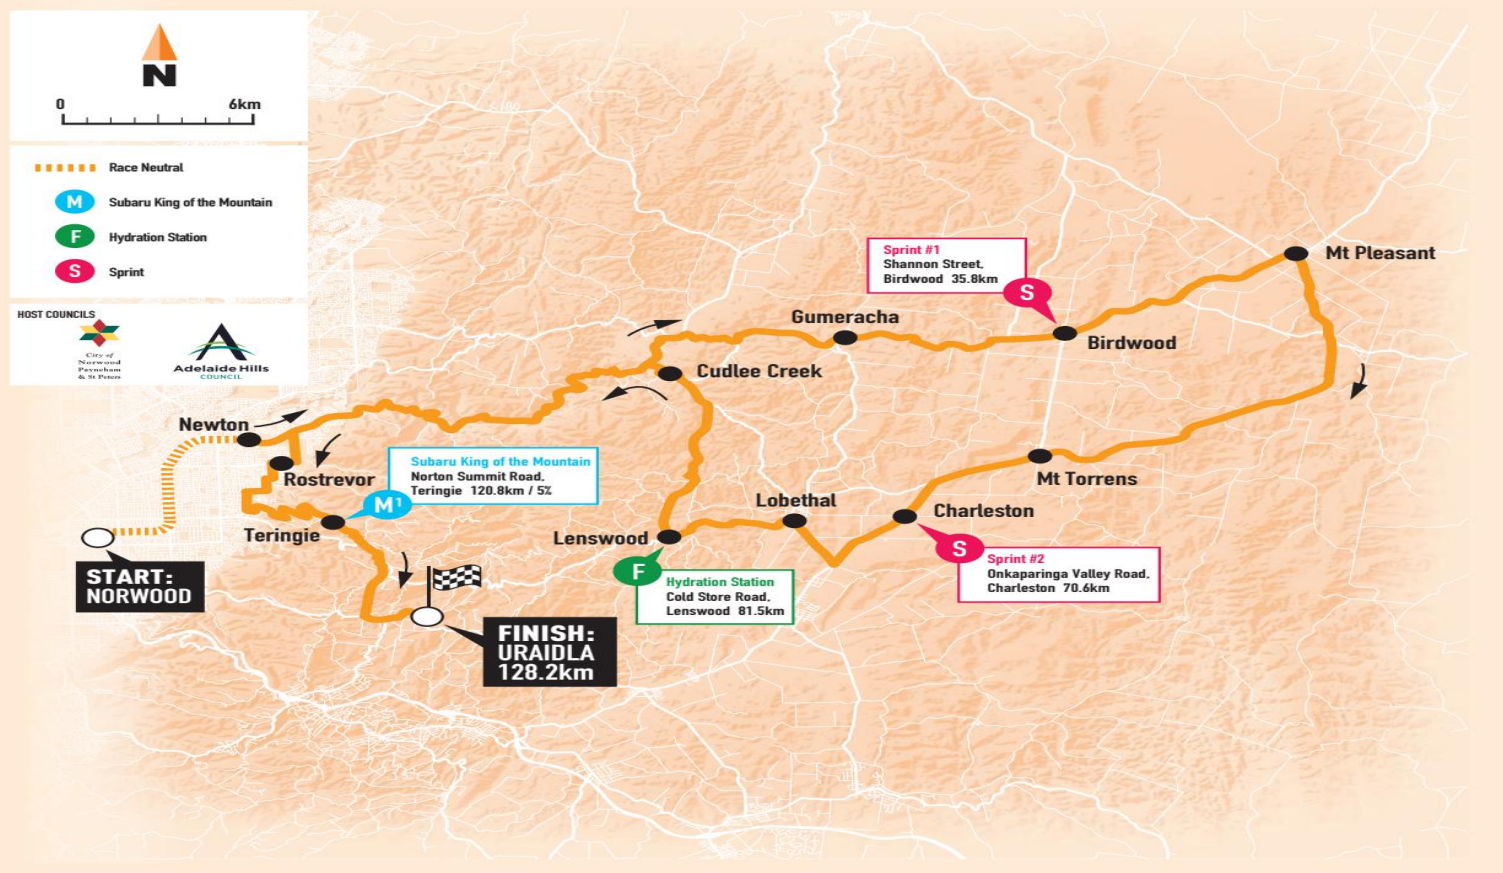 N
0 6km
Race Neutral
M Subaru King of the Mountain
F Hydration Station
S Sprint
HOST COUNCILS
City of
Norwood
Payneham
& St Peters
Adelaide Hills
COUNCIL
Sprint #1
Shannon Street,
Birdwood 35.8km
S
Mt Pleasant
Gumeracha
Birdwood
Cudlee Creek
Newton
Rostrevor
Subaru King of the Mountain
Norton Summit Road,
Teringie 120.8km / 5%
M1
Mt Torrens
Lobethal
Charleston
Teringie
Lenswood
S
Sprint #2
Onkaparinga Valley Road,
Charleston 70.6km
F
Hydration Station
Cold Store Road,
Lenswood 81.5km
START:
NORWOOD
FINISH:
URAIDLA
128.2km